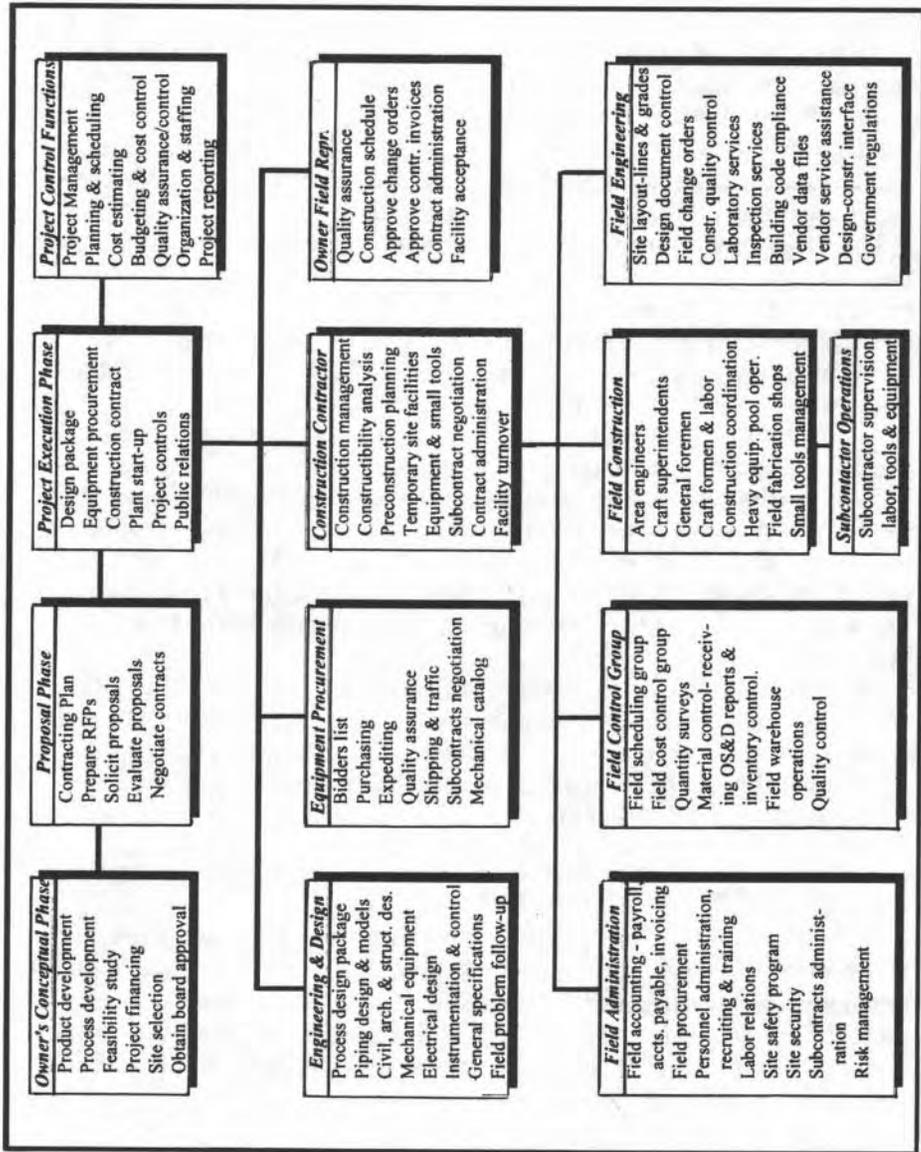 Owner's Conceptual Phase
Product development
Process development
Feasibility study
Project financing
Site selection
Obtain board approval
Proposal Phase
Contracting Plan
Prepare RFPs
Solicit proposals
Evaluate proposals
Negotiate contracts
Project Execution Phase
Design package
Equipment procurement
Construction contract
Plant start-up
Project controls
Public relations
Project Control Functions
Project Management
Planning & scheduling
Cost estimating
Budgeting & cost control
Quality assurance/control
Organization & staffing
Project reporting
Engineering & Design
Process design package
Piping design & models
Civil, arch. & struct. des.
Mechanical equipment
Electrical design
Instrumentation & control
General specifications
Field problem follow-up
Equipment Procurement
Bidders list
Purchasing
Expediting
Quality assurance
Shipping & traffic
Subcontracts negotiation
Mechanical catalog
Construction Contractor
Construction management
Constructibility analysis
Preconstruction planning
Temporary site facilities
Equipment & small tools
Subcontract negotiation
Contract administration
Facility turnover
Owner Field Repr.
Quality assurance
Construction schedule
Approve change orders
Approve contr. invoices
Contract administration
Facility acceptance
Field Administration
Field accounting - payroll,
accts. payable, invoicing
Field procurement
Personnel administration,
recruiting & training
Labor relations
Site safety program
Site security
Subcontracts administ-
ration
Risk management
Field Control Group
Field scheduling group
Field cost control group
Quantity surveys
Material control- receiv-
ing OS&D reports &
inventory control.
Field warehouse
operations
Quality control
Field Construction
Area engineers
Craft superintendents
General foremen
Craft formen & labor
Construction coordination
Heavy equip. pool oper.
Field fabrication shops
Small tools management
Subcontactor Operations
Subcontractor supervision,
labor, tools & equipment
Field Engineering
Site layout-lines & grades
Design document control
Field change orders
Constr. quality control
Laboratory services
Inspection services
Building code cmpliance
Vendor data files
Vendor service assistance
Design-constr. interface
Government regulations